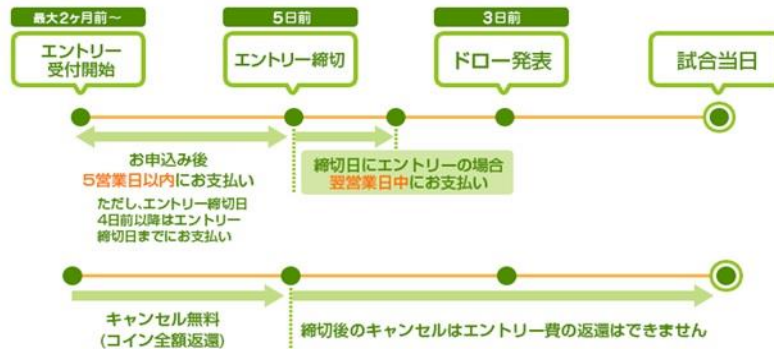 最大2ヶ月前～
5日前
3日前
エントリー
受付開始
エントリー締切
ドロー発表
試合当日
お申込み後
5営業日以内にお支払い
ただし、エントリー締切日
4日前以降はエントリー
締切日までにお支払い
締切日にエントリーの場合
翌営業日中にお支払い
キャンセル無料
(コイン全額返還)
締切後のキャンセルはエントリー費の返還はできません